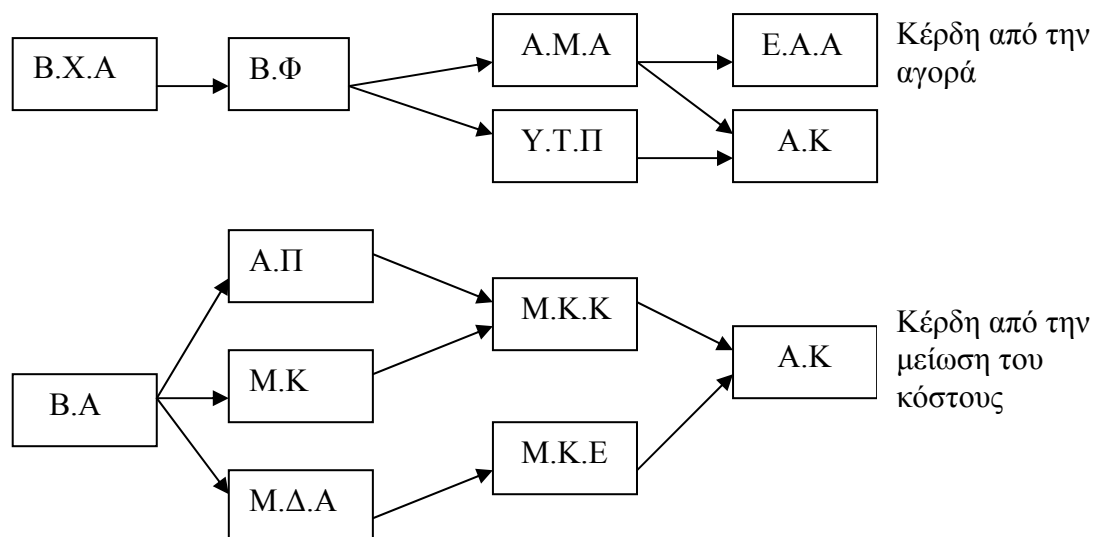 Β.Χ.Α
Β.Φ
Α.Μ.Α
Ε.Α.Α
Κέρδη από την
αγορά
Υ.Τ.Π
Α.Κ
Α.Π
Μ.Κ.Κ
Κέρδη από την
μείωση του
κόστους
Α.Κ
Μ.Κ
Β.Α
Μ.Κ.Ε
Μ.Δ.Α